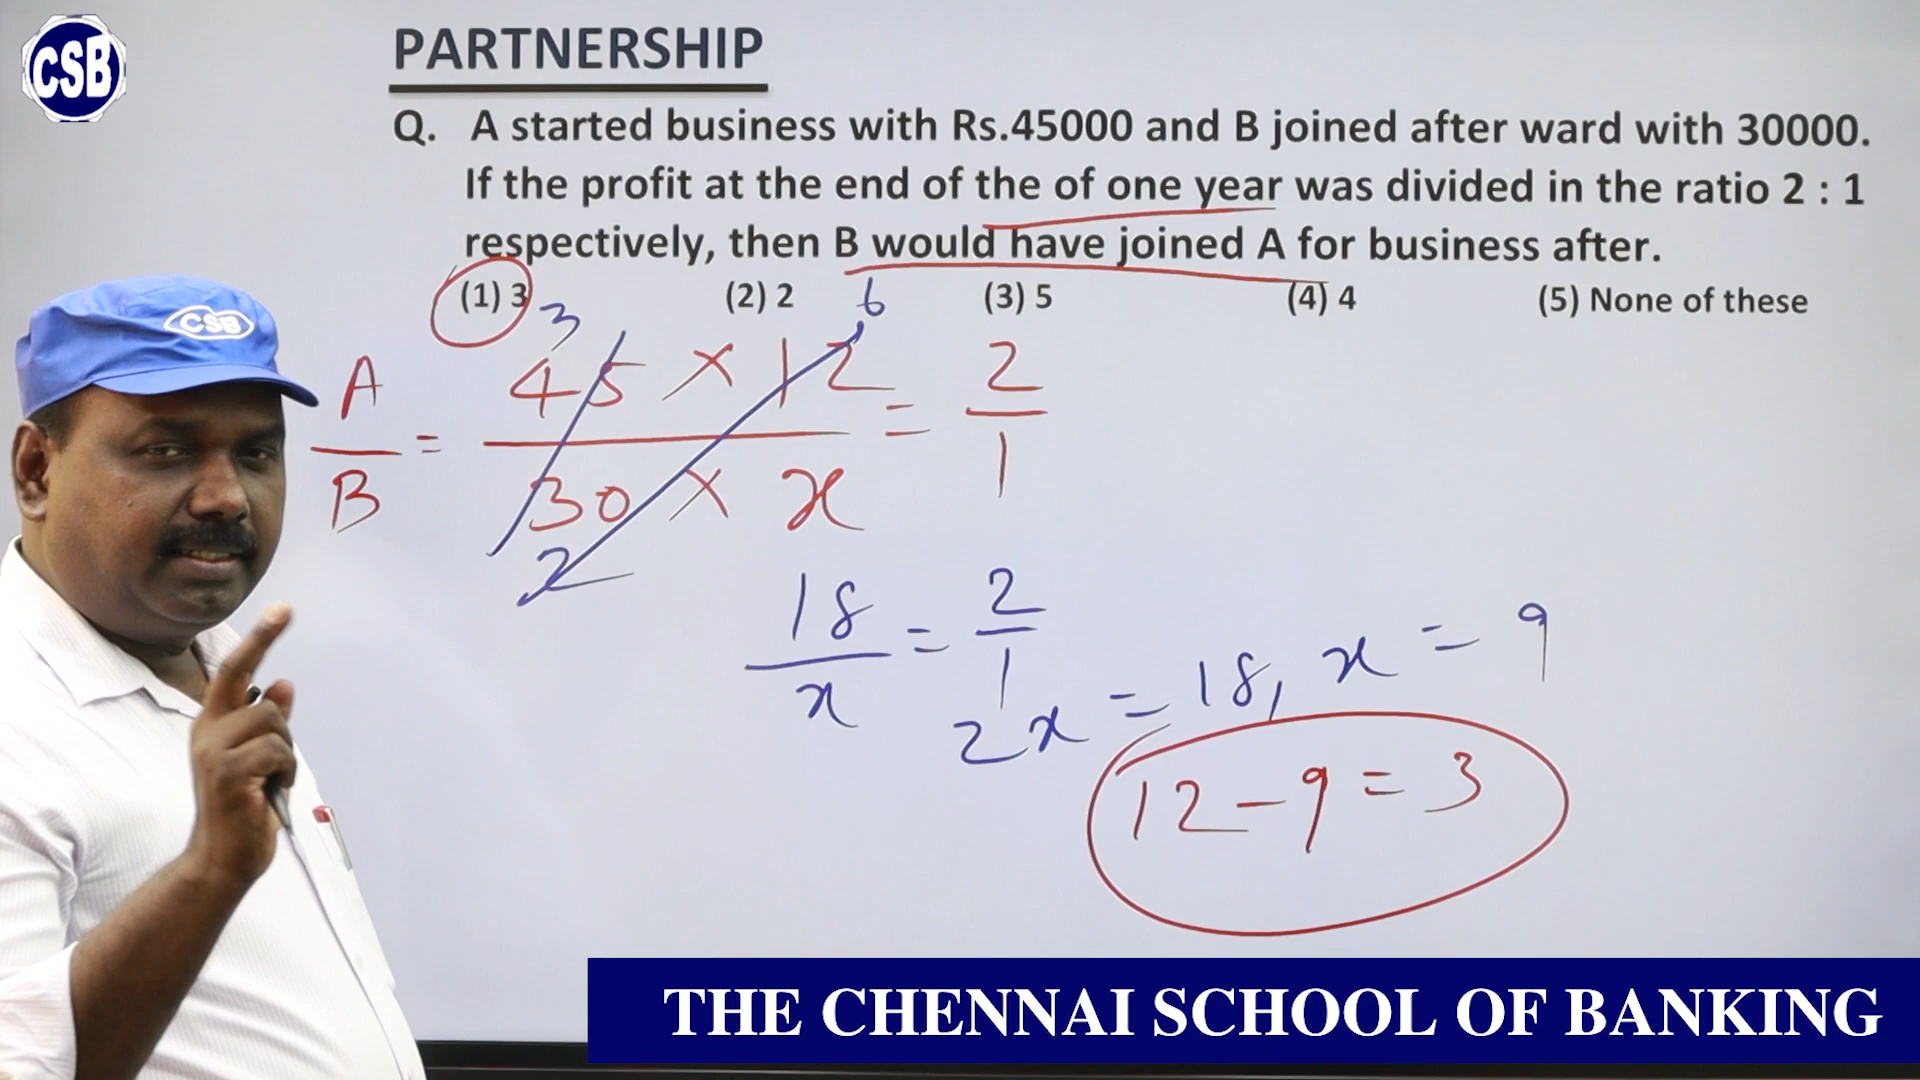 CSB
PARTNERSHIP
Q. A started business with Rs.45000 and B joined after ward with 30000.
If the profit at the end of the of one year was divided in the ratio 2 : 1
respectively, then B would have joined A for business after.
(1) 3 (2) 2 (3) 5 (4) 4 (5) None of these
3 6
A/B = 45 × 12 / 30 × x = 2/1
2
18/x = 2/1
2x = 18, x = 9
12 - 9 = 3
CSB
THE CHENNAI SCHOOL OF BANKING